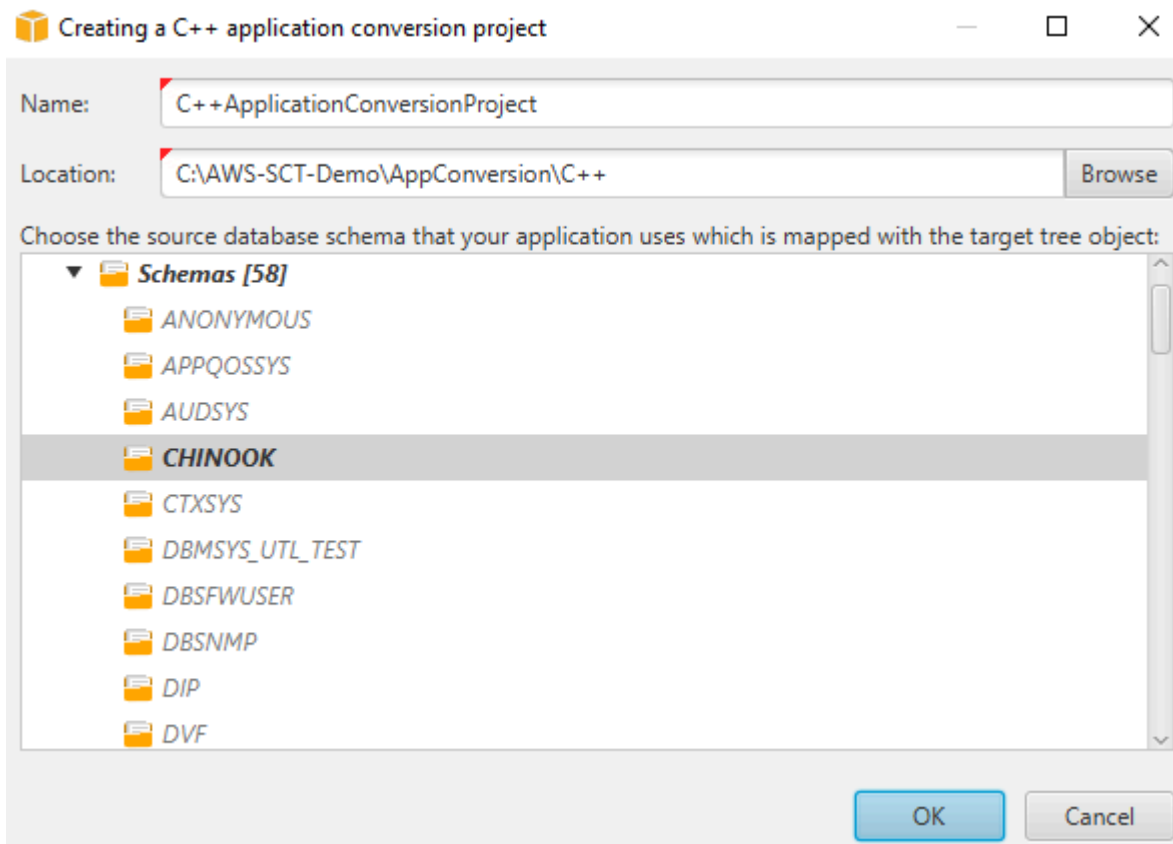 Creating a C++ application conversion project
Name: C++ApplicationConversionProject
Location: C:\AWS-SCT-Demo\AppConversion\C++ Browse
Choose the source database schema that your application uses which is mapped with the target tree object:
Schemas [58]
ANONYMOUS
APPQOSSYS
AUDSYS
CHINOOK
CTXSYS
DBMSYS_UTL_TEST
DBSFWUSER
DBSNMP
DIP
DVF
OK Cancel